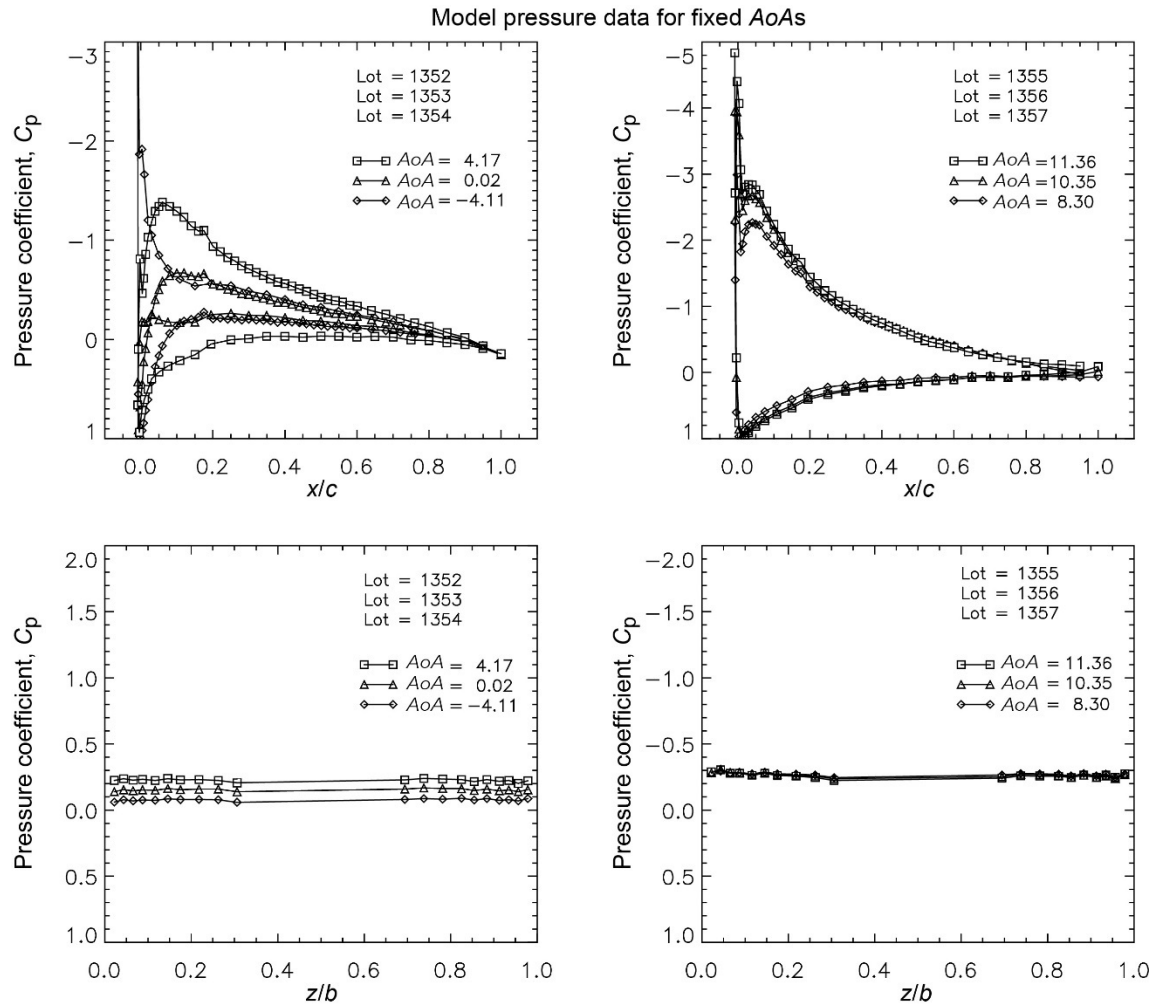 Model pressure data for fixed AoAs
Pressure coefficient, Cp
-3
-2
-1
0
1
Lot = 1352
Lot = 1353
Lot = 1354
AoA = 4.17
AoA = 0.02
AoA = -4.11
0.0 0.2 0.4 0.6 0.8 1.0
x/c
Pressure coefficient, Cp
-5
-4
-3
-2
-1
0
1
Lot = 1355
Lot = 1356
Lot = 1357
AoA = 11.36
AoA = 10.35
AoA = 8.30
0.0 0.2 0.4 0.6 0.8 1.0
x/c
Pressure coefficient, Cp
2.0
1.5
1.0
0.5
0.0
0.5
1.0
Lot = 1352
Lot = 1353
Lot = 1354
AoA = 4.17
AoA = 0.02
AoA = -4.11
0.0 0.2 0.4 0.6 0.8 1.0
z/b
Pressure coefficient, Cp
-2.0
-1.5
-1.0
-0.5
0.0
0.5
1.0
Lot = 1355
Lot = 1356
Lot = 1357
AoA = 11.36
AoA = 10.35
AoA = 8.30
0.0 0.2 0.4 0.6 0.8 1.0
z/b